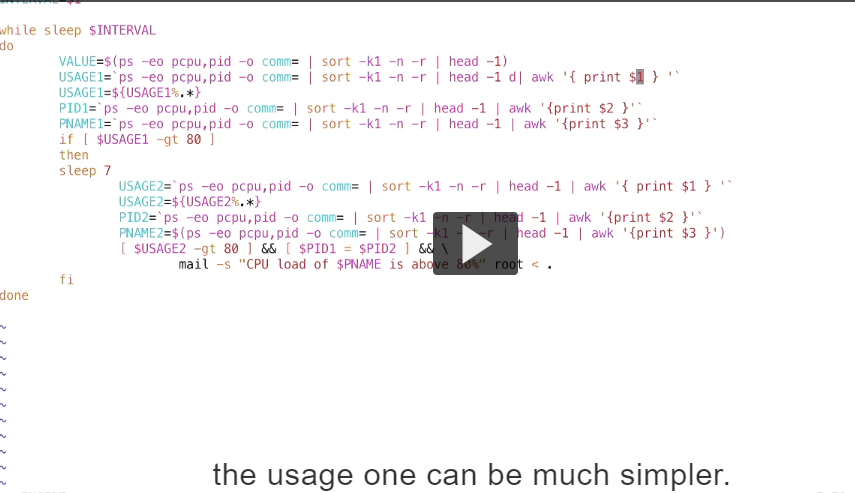 while sleep $INTERVAL
do
VALUE=$(ps -eo pcpu,pid -o comm= | sort -k1 -n -r | head -1)
USAGE1=`ps -eo pcpu,pid -o comm= | sort -k1 -n -r | head -1 d| awk '{ print $1 } '`
USAGE1=${USAGE1%.*}
PID1=`ps -eo pcpu,pid -o comm= | sort -k1 -n -r | head -1 | awk '{print $2 }'`
PNAME1=`ps -eo pcpu,pid -o comm= | sort -k1 -n -r | head -1 | awk '{print $3 }'`
if [ $USAGE1 -gt 80 ]
then
sleep 7
USAGE2=`ps -eo pcpu,pid -o comm= | sort -k1 -n -r | head -1 | awk '{ print $1 } '`
USAGE2=${USAGE2%.*}
PID2=`ps -eo pcpu,pid -o comm= | sort -k1 -n -r | head -1 | awk '{print $2 }'`
PNAME2=$(ps -eo pcpu,pid -o comm= | sort -k1 -n -r | head -1 | awk '{print $3 }')
[ $USAGE2 -gt 80 ] && [ $PID1 = $PID2 ] && \
mail -s "CPU load of $PNAME is above 80%" root < .
fi
done
~
~
~
~
~
~
~
~
~
~
~
the usage one can be much simpler.